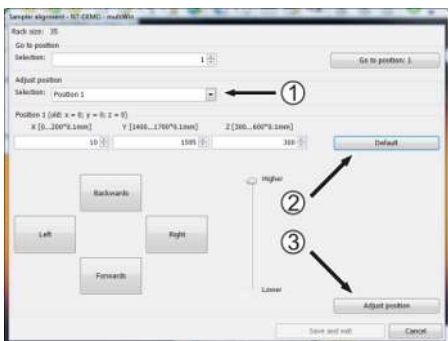 Sampler alignment - NT-DEMO - multiWin
Rack size: 35
Go to position
Selection: 1 Go to position: 1
Adjust position
Selection: Position 1 ①
Position 1 (old: x = 0; y = 0; z = 0)
X [0...200*0.1mm] Y [1400...1700*0.1mm] Z [300...600*0.1mm]
10 1585 300 Default
②
Backwards Higher
Left Right
③
Forwards
Lower
Adjust position
Save and exit Cancel